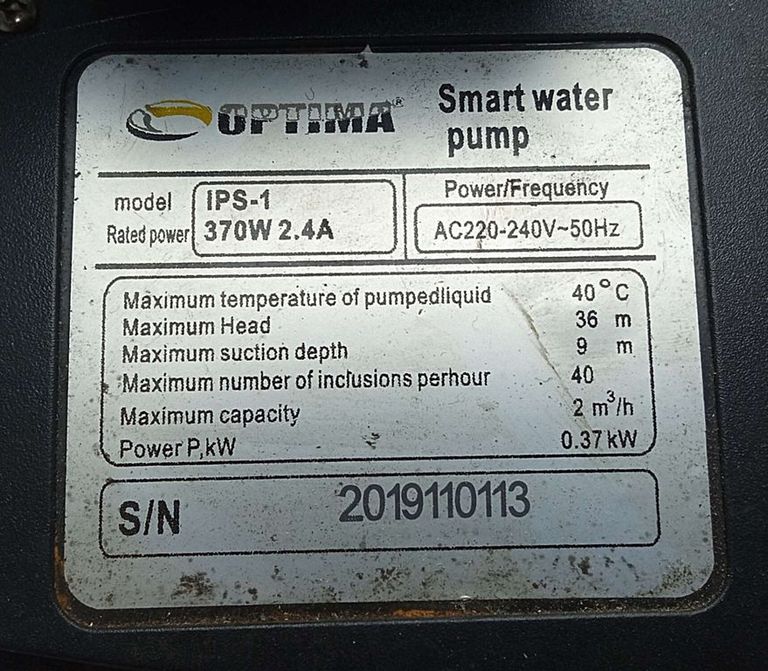 OPTIMA®
Smart water
pump
model IPS-1
Rated power 370W 2.4A
Power/Frequency
AC220-240V~50Hz
Maximum temperature of pumpedliquid 40°C
Maximum Head 36 m
Maximum suction depth 9 m
Maximum number of inclusions perhour 40
Maximum capacity 2 m³/h
Power P,kW 0.37 kW
S/N 2019110113